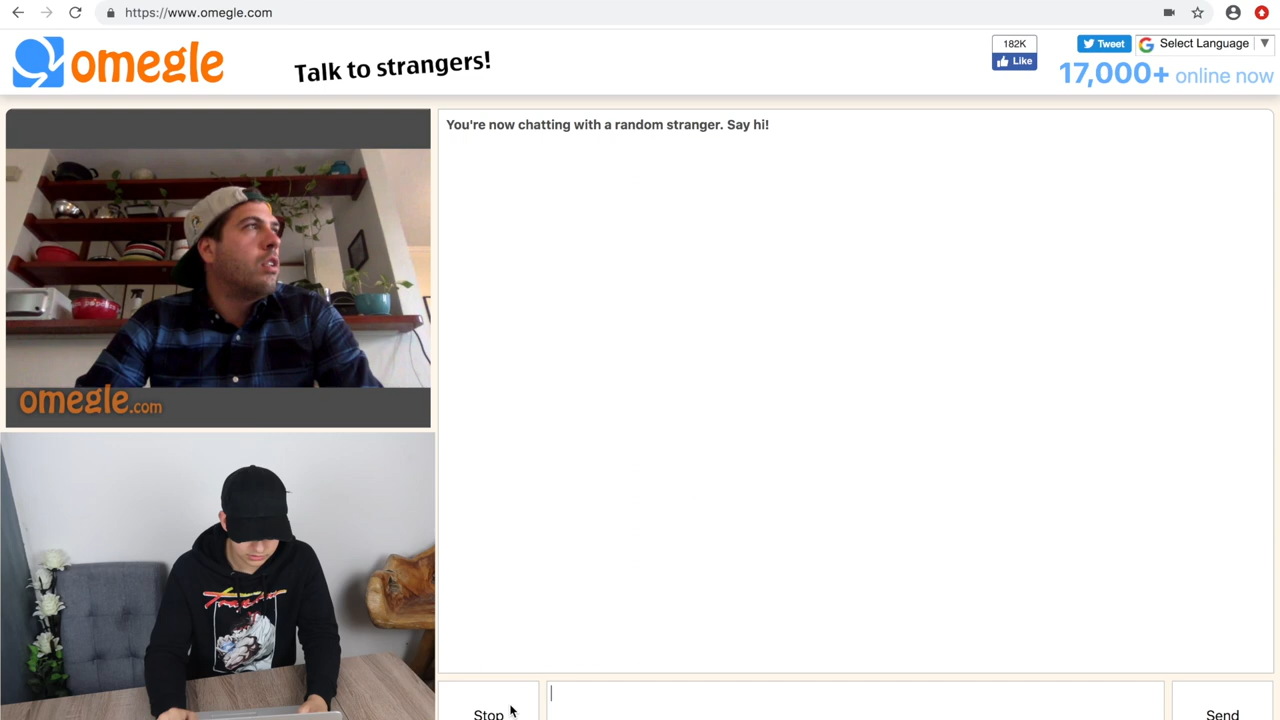 https://www.omegle.com
omegle
Talk to strangers!
182K
Like
Tweet
Select Language
17,000+ online now
You're now chatting with a random stranger. Say hi!
omegle.com
Stop
Send